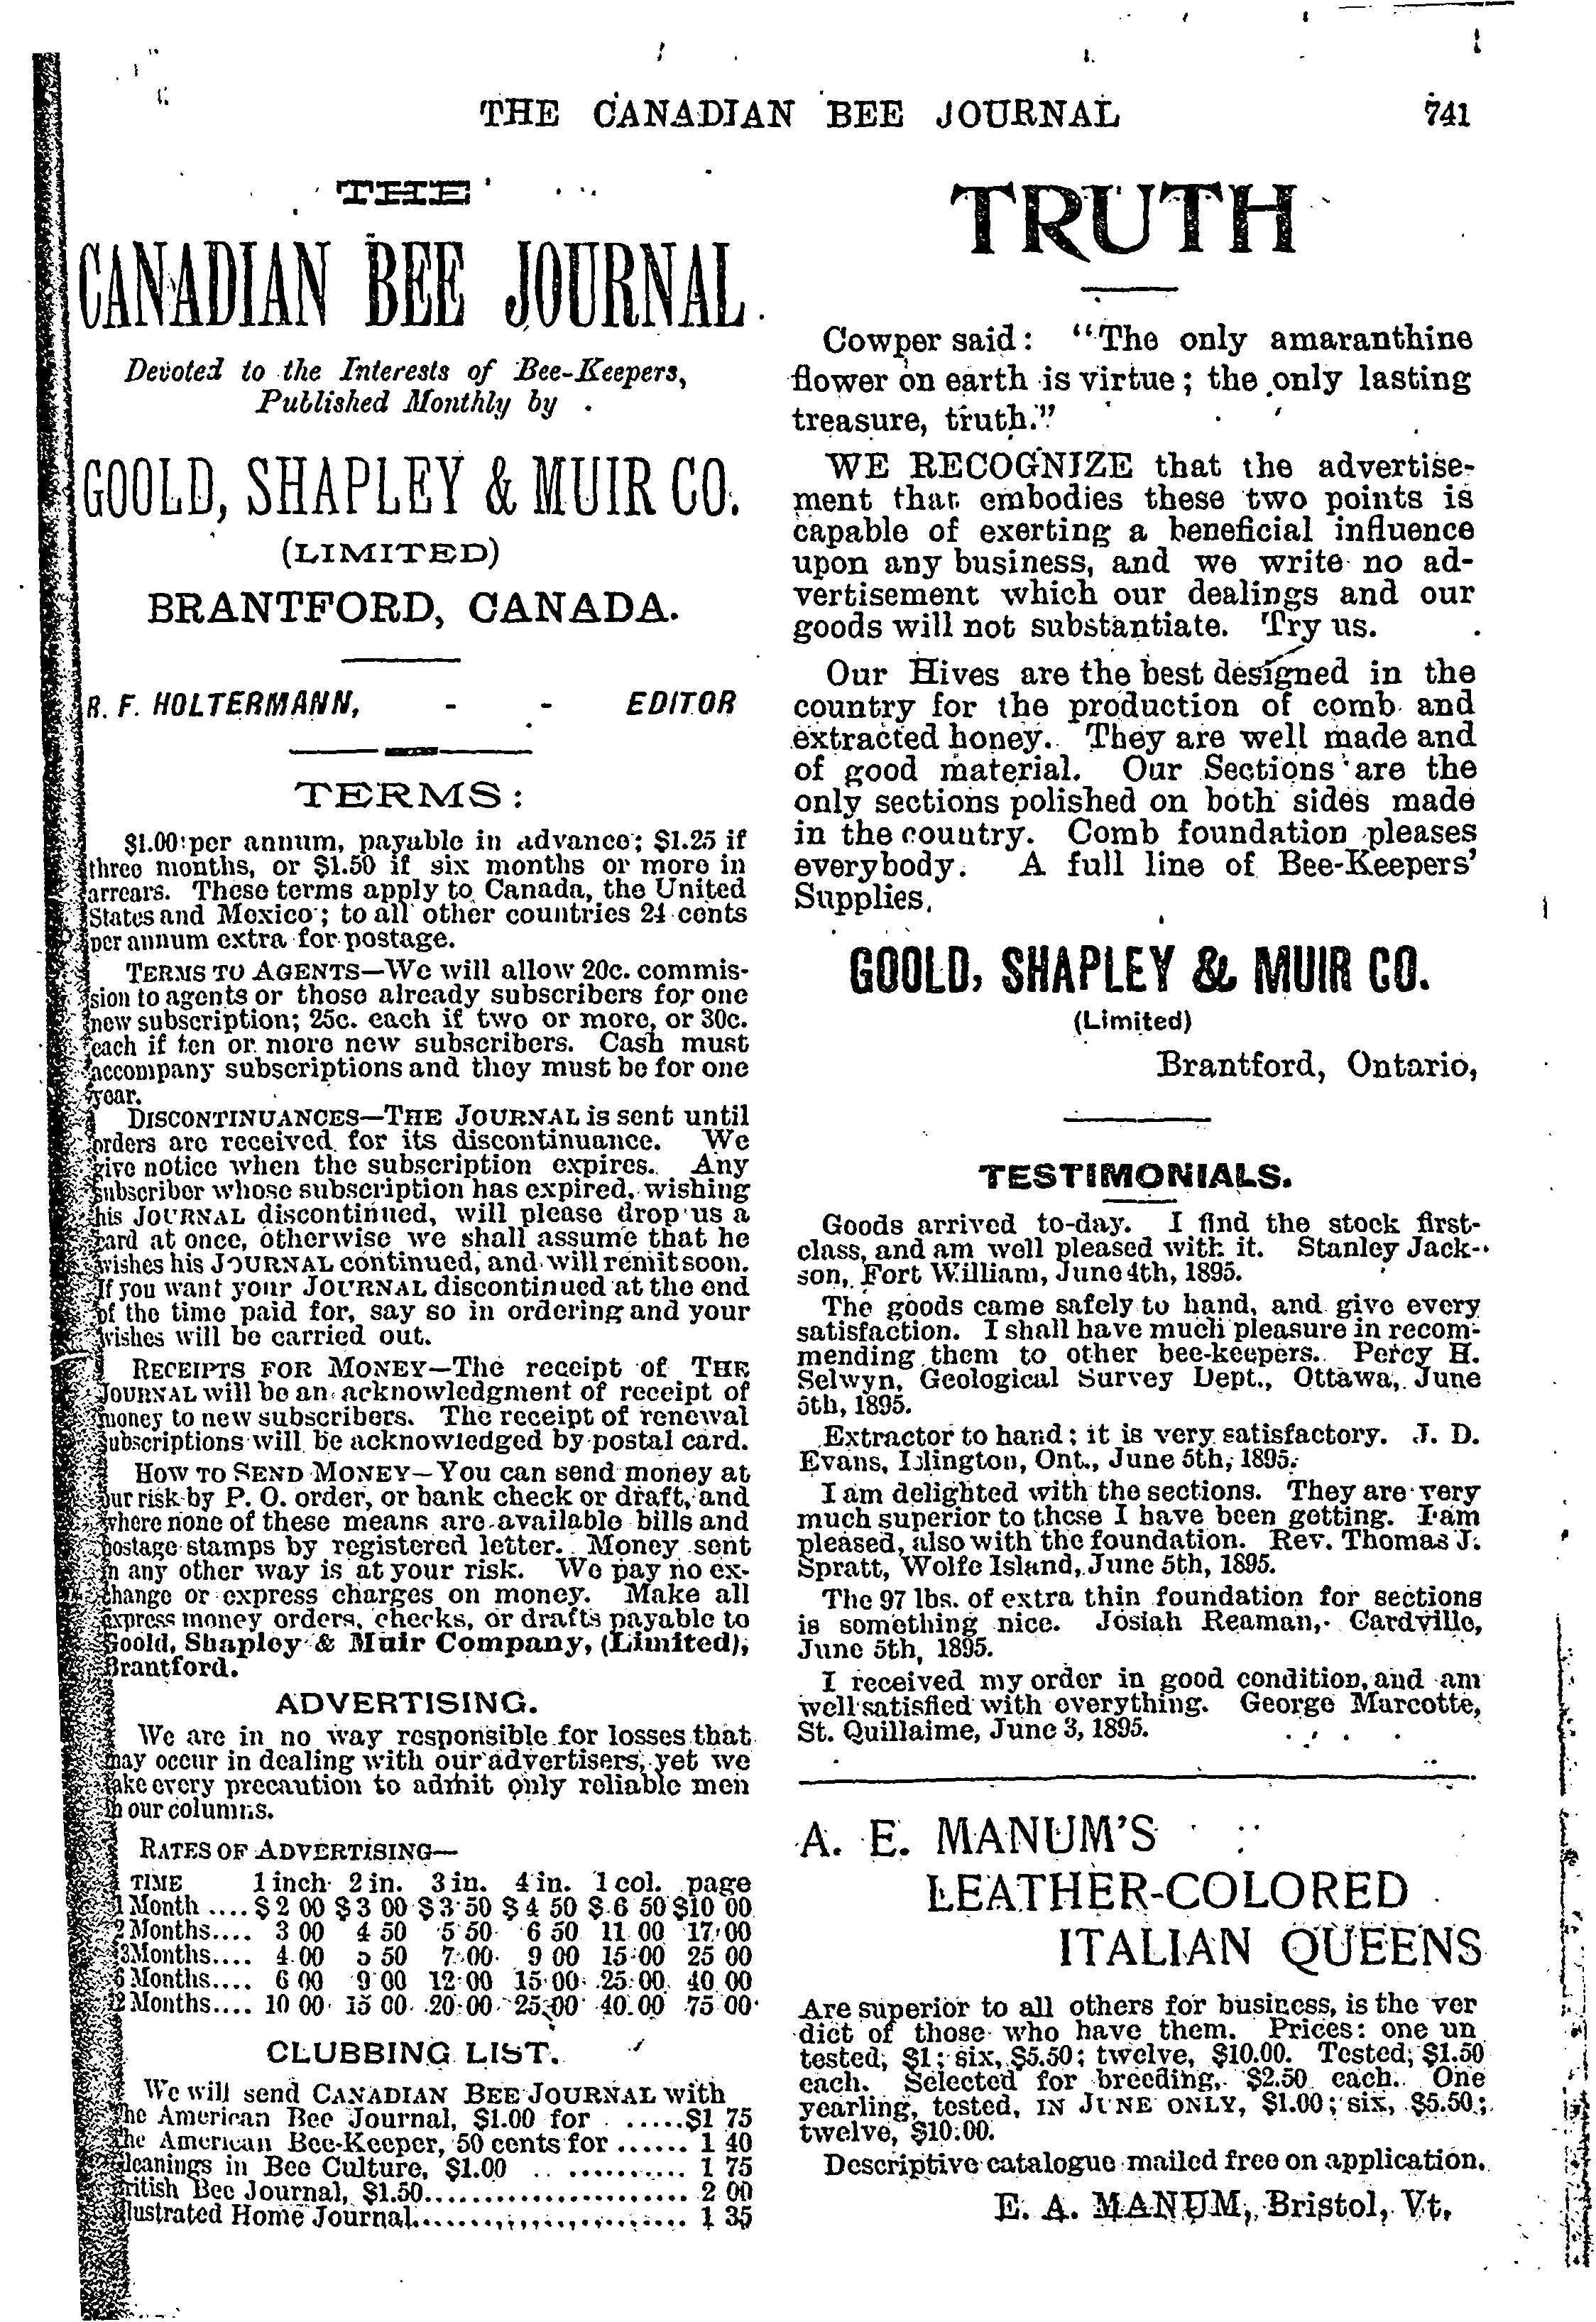 THE CANADIAN BEE JOURNAL 741
THE
CANADIAN BEE JOURNAL
Devoted to the Interests of Bee-Keepers,
Published Monthly by
GOOLD, SHAPLEY & MUIR CO.
(LIMITED)
BRANTFORD, CANADA.
R. F. HOLTERMANN, - - EDITOR
TERMS:
$1.00 per annum, payable in advance; $1.25 if
three months, or $1.50 if six months or more in
arrears. These terms apply to Canada, the United
States and Mexico; to all other countries 24 cents
per annum extra for postage.
TERMS TO AGENTS—We will allow 20c. commis-
sion to agents or those already subscribers for one
new subscription; 25c. each if two or more, or 30c.
each if ten or more new subscribers. Cash must
accompany subscriptions and they must be for one
year.
DISCONTINUANCES—THE JOURNAL is sent until
orders are received for its discontinuance. We
give notice when the subscription expires. Any
subscriber whose subscription has expired, wishing
his JOURNAL discontinued, will please drop us a
card at once, otherwise we shall assume that he
wishes his JOURNAL continued, and will remit soon.
If you want your JOURNAL discontinued at the end
of the time paid for, say so in ordering and your
wishes will be carried out.
RECEIPTS FOR MONEY—The receipt of THE
JOURNAL will be an acknowledgment of receipt of
money to new subscribers. The receipt of renewal
subscriptions will be acknowledged by postal card.
HOW TO SEND MONEY—You can send money at
our risk by P. O. order, or bank check or draft, and
where none of these means are available bills and
postage stamps by registered letter. Money sent
in any other way is at your risk. We pay no ex-
change or express charges on money. Make all
express money orders, checks, or drafts payable to
Goold, Shapley & Muir Company, (Limited),
Brantford.
ADVERTISING.
We are in no way responsible for losses that
may occur in dealing with our advertisers, yet we
take every precaution to admit only reliable men
in our columns.
RATES OF ADVERTISING—
TIME 1 inch 2 in. 3 in. 4 in. 1 col. page
1 Month .... $2 00 $3 00 $3 50 $4 50 $6 50 $10 00
2 Months.... 3 00 4 50 5 50 6 50 11 00 17 00
3 Months.... 4 00 5 50 7 00 9 00 15 00 25 00
6 Months.... 6 00 9 00 12 00 15 00 25 00 40 00
12 Months.... 10 00 15 00 20 00 25 00 40 00 75 00
CLUBBING LIST.
We will send CANADIAN BEE JOURNAL with
The American Bee Journal, $1.00 for ..... $1 75
The American Bee-Keeper, 50 cents for ...... 1 40
Gleanings in Bee Culture, $1.00 .......... 1 75
British Bee Journal, $1.50...................... 2 00
Illustrated Home Journal...................... 1 35
TRUTH
Cowper said: "The only amaranthine
flower on earth is virtue; the only lasting
treasure, truth."
WE RECOGNIZE that the advertise-
ment that embodies these two points is
capable of exerting a beneficial influence
upon any business, and we write no ad-
vertisement which our dealings and our
goods will not substantiate. Try us.
Our Hives are the best designed in the
country for the production of comb and
extracted honey. They are well made and
of good material. Our Sections are the
only sections polished on both sides made
in the country. Comb foundation pleases
everybody. A full line of Bee-Keepers'
Supplies.
GOOLD, SHAPLEY & MUIR CO.
(Limited)
Brantford, Ontario,
TESTIMONIALS.
Goods arrived to-day. I find the stock first-
class, and am well pleased with it. Stanley Jack-
son, Fort William, June 4th, 1895.
The goods came safely to hand, and give every
satisfaction. I shall have much pleasure in recom-
mending them to other bee-keepers. Percy H.
Selwyn, Geological Survey Dept., Ottawa, June
5th, 1895.
Extractor to hand; it is very satisfactory. J. D.
Evans, Islington, Ont., June 5th, 1895.
I am delighted with the sections. They are very
much superior to these I have been getting. I am
pleased, also with the foundation. Rev. Thomas J.
Spratt, Wolfe Island, June 5th, 1895.
The 97 lbs. of extra thin foundation for sections
is something nice. Josiah Reaman, Cardville,
June 5th, 1895.
I received my order in good condition, and am
well satisfied with everything. George Marcotte,
St. Quillaime, June 3, 1895.
A. E. MANUM'S
LEATHER-COLORED
ITALIAN QUEENS
Are superior to all others for business, is the ver
dict of those who have them. Prices: one un
tested, $1; six, $5.50; twelve, $10.00. Tested, $1.50
each. Selected for breeding, $2.50 each. One
yearling, tested, IN JUNE ONLY, $1.00; six, $5.50;
twelve, $10.00.
Descriptive catalogue mailed free on application.
E. A. MANUM, Bristol, Vt,